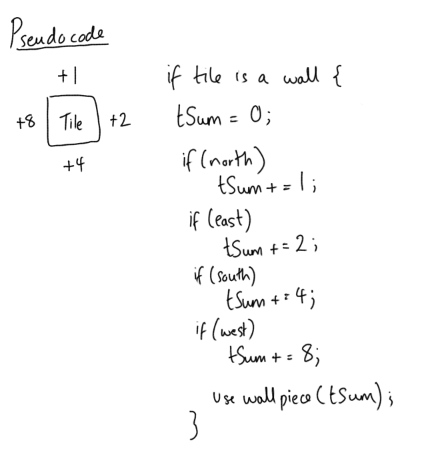 Pseudocode
+1
+8 Tile +2
+4
if tile is a wall {
tSum = 0;
if (north)
tSum += 1;
if (east)
tSum += 2;
if (south)
tSum += 4;
if (west)
tSum += 8;
use wall piece (tSum);
}